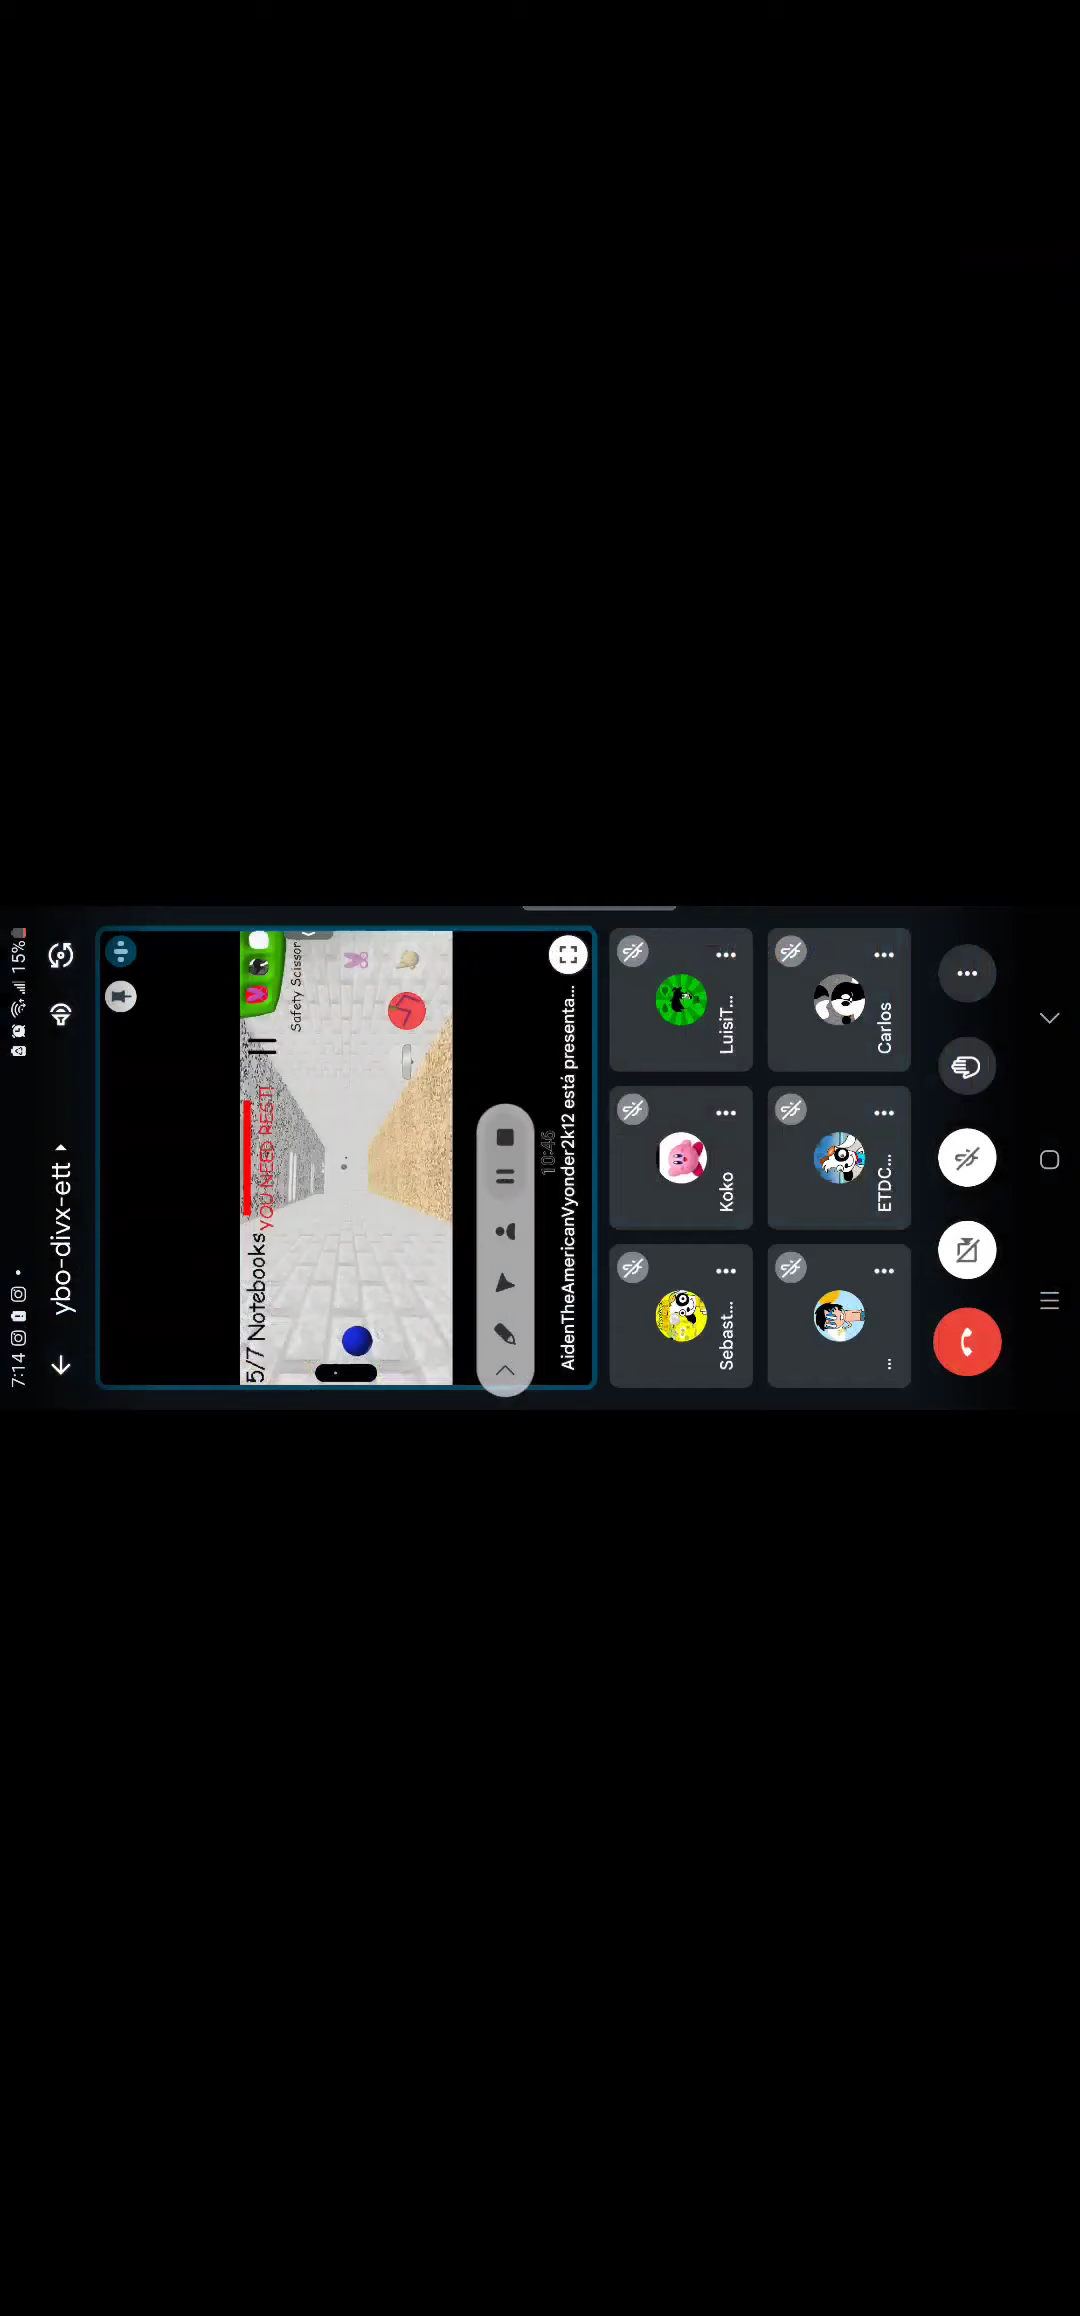 7:14
15%
ybo-divx-ett
5/7 Notebooks
YOU NEED REST!
Safety Scissor
10:46
AidenTheAmericanVyonder2k12 está presenta...
Sebast...
Koko
LuisiT...
...
ETDC...
Carlos